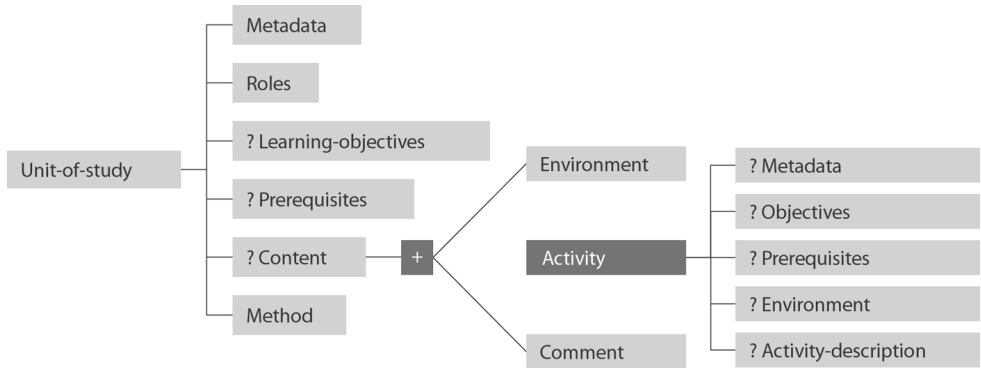 Unit-of-study
Metadata
Roles
? Learning-objectives
? Prerequisites
? Content
Method
+
Environment
Activity
Comment
? Metadata
? Objectives
? Prerequisites
? Environment
? Activity-description